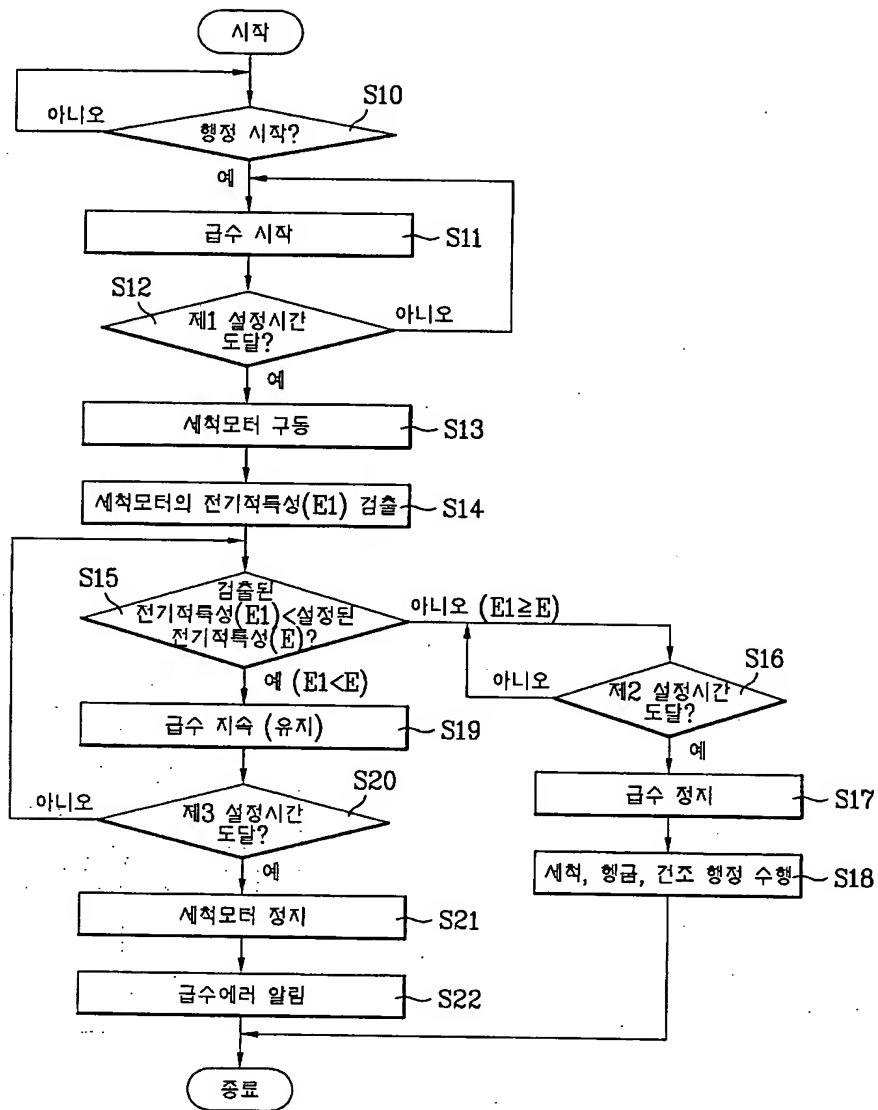 시작
아니오
S10
행정 시작?
예
급수 시작
S11
S12
제1 설정시간
도달?
아니오
예
세척모터 구동
S13
세척모터의 전기적특성(E1) 검출
S14
S15
검출된
전기적특성(E1)<설정된
전기적특성(E)?
아니오 (E1≧E)
예 (E1<E)
아니오
S16
제2 설정시간
도달?
예
급수 지속 (유지)
S19
아니오
S20
제3 설정시간
도달?
예
급수 정지
S17
세척, 헹굼, 건조 행정 수행
S18
세척모터 정지
S21
급수에러 알림
S22
종료